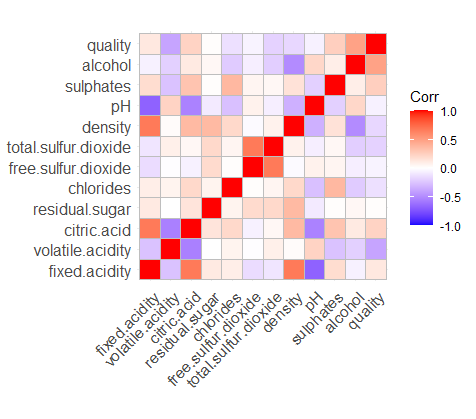 quality
alcohol
sulphates
pH
density
total.sulfur.dioxide
free.sulfur.dioxide
chlorides
residual.sugar
citric.acid
volatile.acidity
fixed.acidity
fixed.acidity
volatile.acidity
citric.acid
residual.sugar
chlorides
free.sulfur.dioxide
total.sulfur.dioxide
density
pH
sulphates
alcohol
quality
Corr
1.0
0.5
0.0
-0.5
-1.0